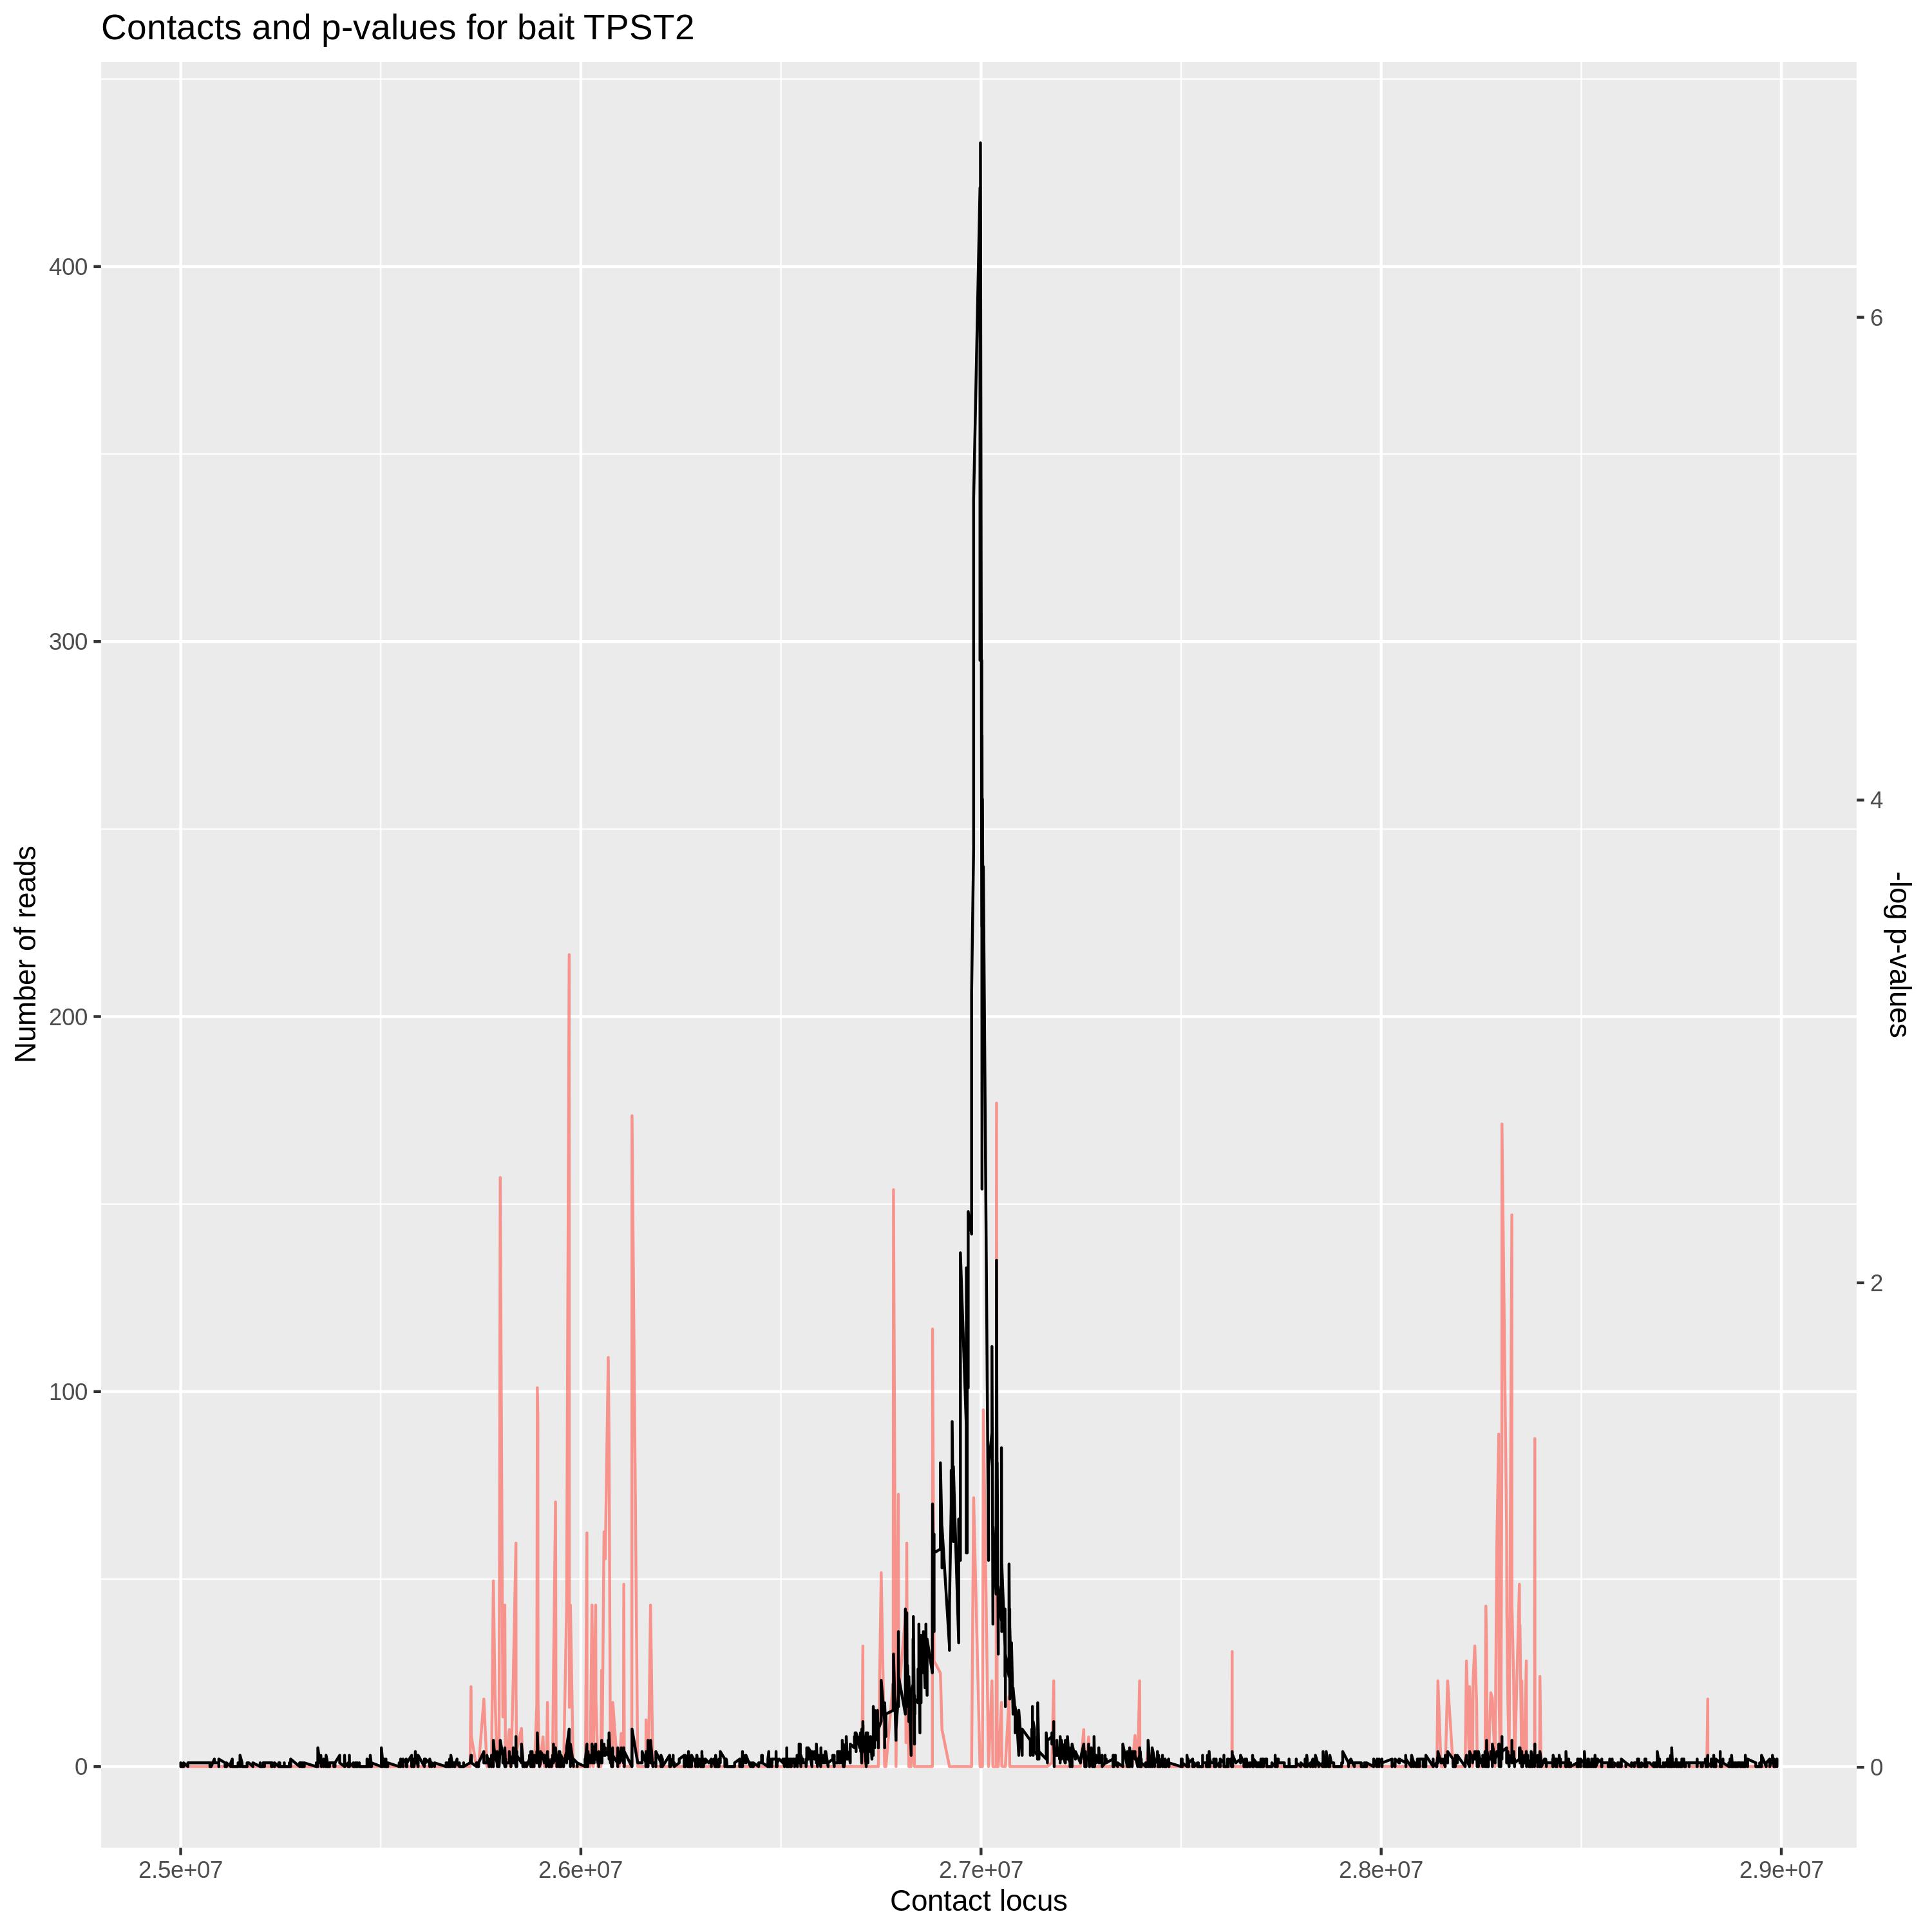 Contacts and p-values for bait TPST2
400
300
200
100
0
Number of reads
6
4
2
0
-log p-values
2.5e+07
2.6e+07
2.7e+07
2.8e+07
2.9e+07
Contact locus